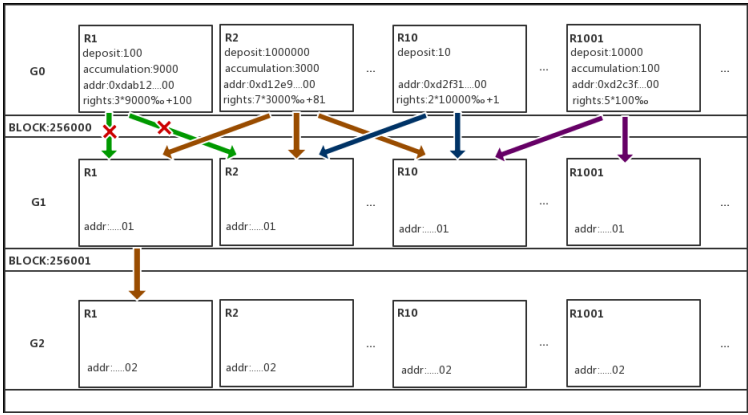 G0
R1
deposit:100
accumulation:9000
addr:0xdab12....00
rights:3*9000‰+100
R2
deposit:1000000
accumulation:3000
addr:0xd12e9....00
rights:7*3000‰+81
...
R10
deposit:10
addr:0xd2f31....00
rights:2*10000‰+1
...
R1001
deposit:10000
accumulation:100
addr:0xd2c3f....00
rights:5*100‰
...
BLOCK:256000
G1
R1
addr:.....01
R2
addr:.....01
...
R10
addr:.....01
...
R1001
addr:.....01
...
BLOCK:256001
G2
R1
addr:.....02
R2
addr:.....02
...
R10
addr:.....02
...
R1001
addr:.....02
...